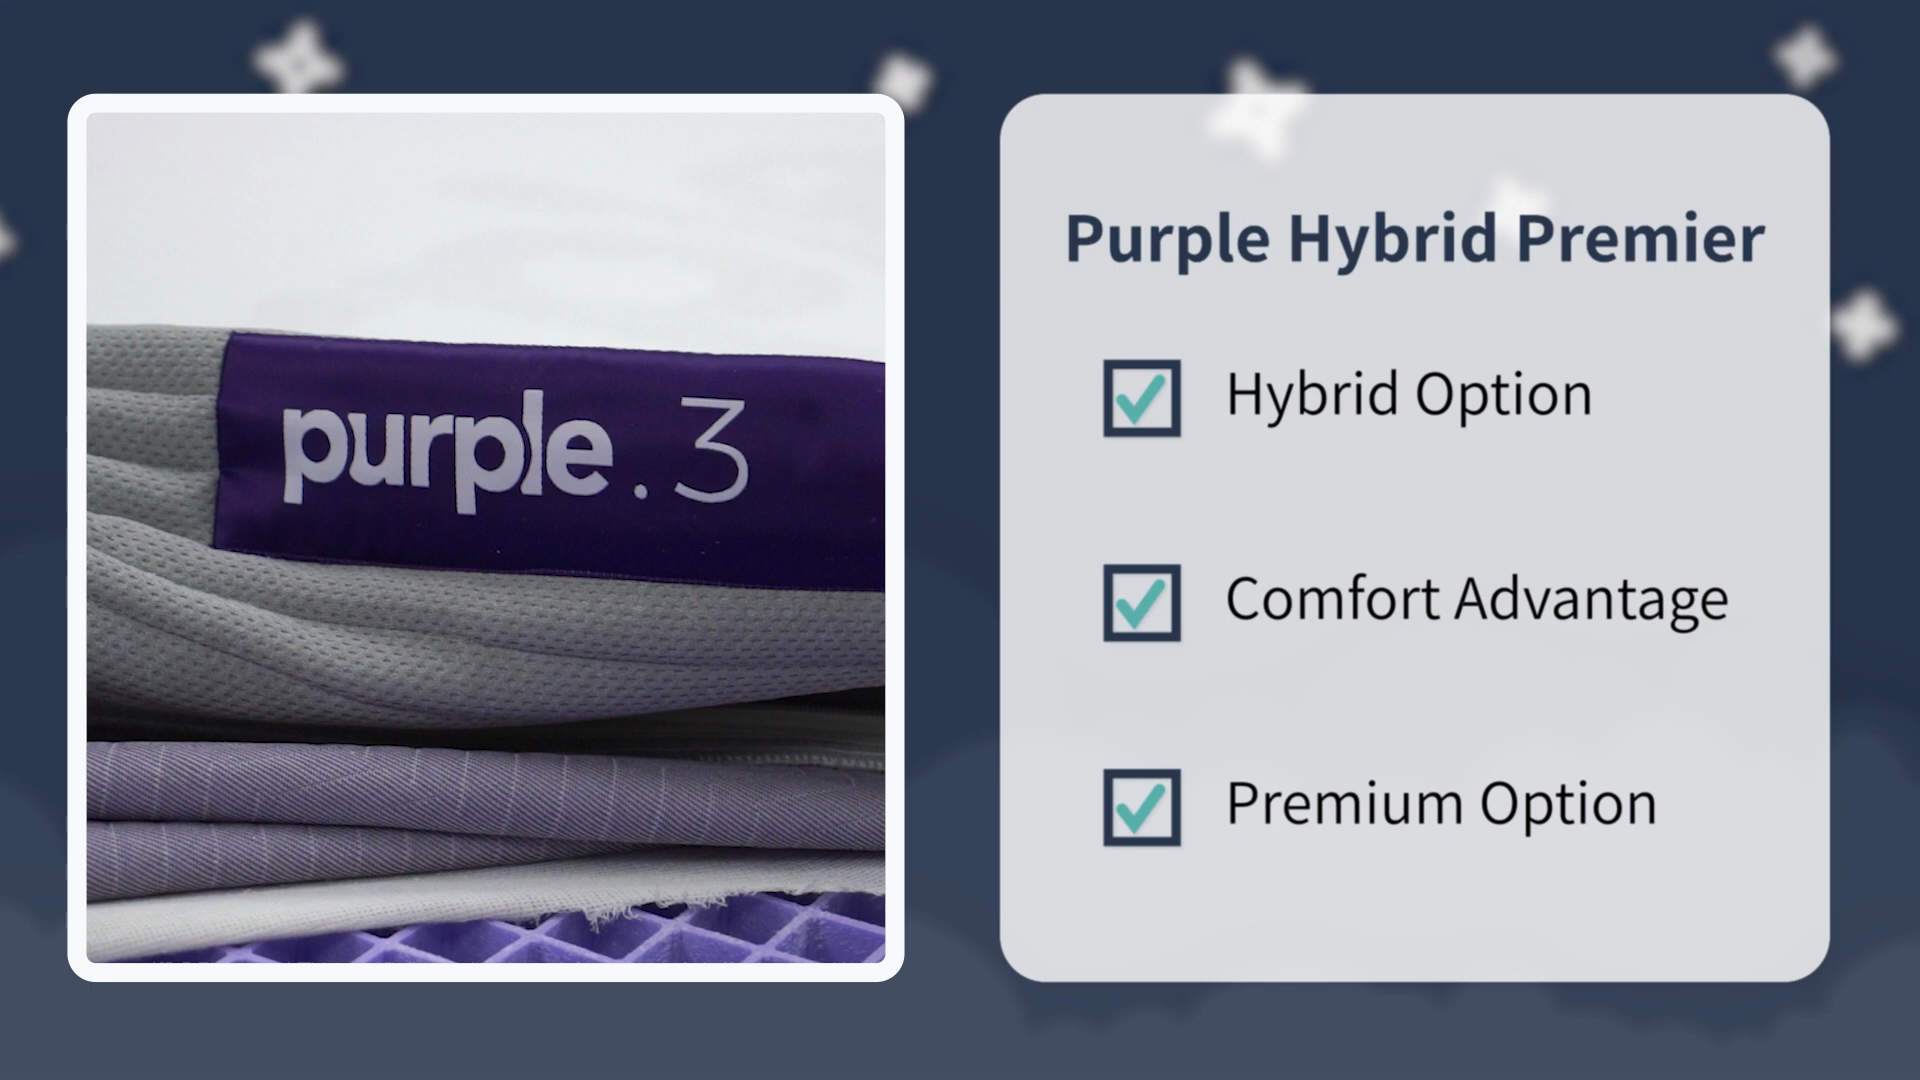 purple.3
Purple Hybrid Premier
Hybrid Option
Comfort Advantage
Premium Option